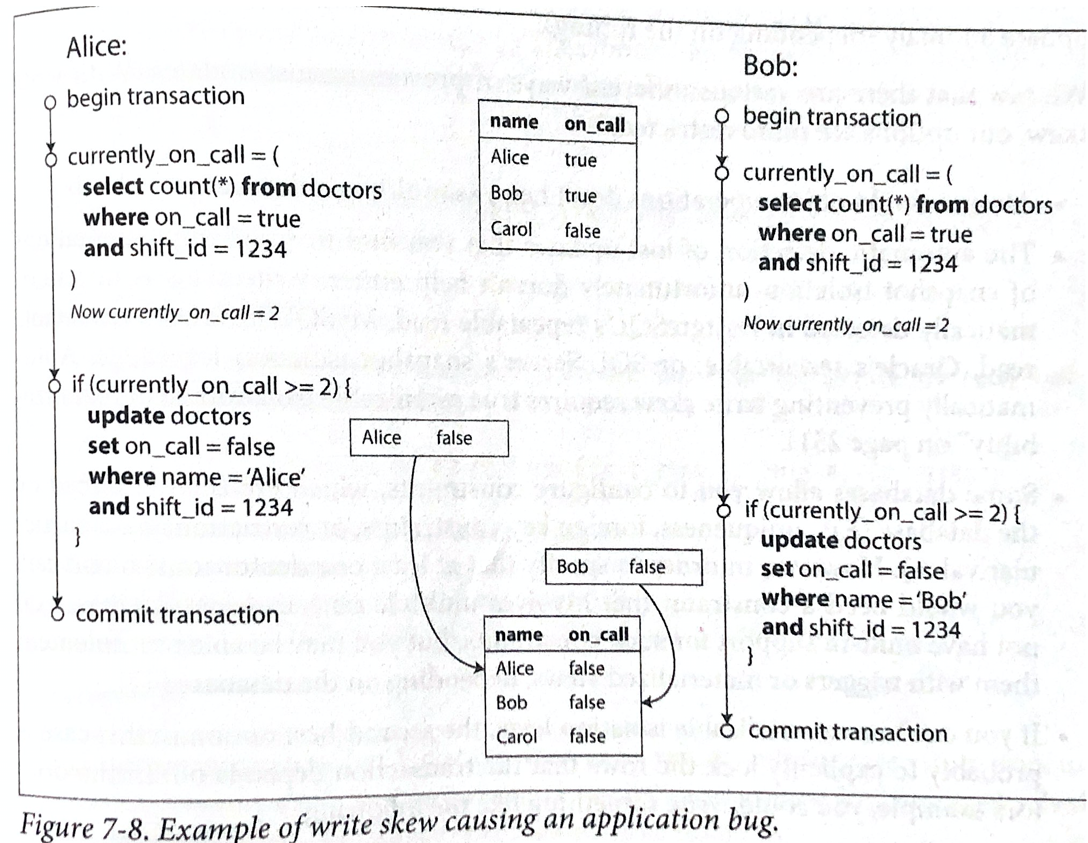 Alice:
begin transaction
currently_on_call = (
select count(*) from doctors
where on_call = true
and shift_id = 1234
)
Now currently_on_call = 2
if (currently_on_call >= 2) {
update doctors
set on_call = false
where name = 'Alice'
and shift_id = 1234
}
commit transaction
name on_call
Alice true
Bob true
Carol false
Alice false
Bob false
name on_call
Alice false
Bob false
Carol false
Bob:
begin transaction
currently_on_call = (
select count(*) from doctors
where on_call = true
and shift_id = 1234
)
Now currently_on_call = 2
if (currently_on_call >= 2) {
update doctors
set on_call = false
where name = 'Bob'
and shift_id = 1234
}
commit transaction
Figure 7-8. Example of write skew causing an application bug.